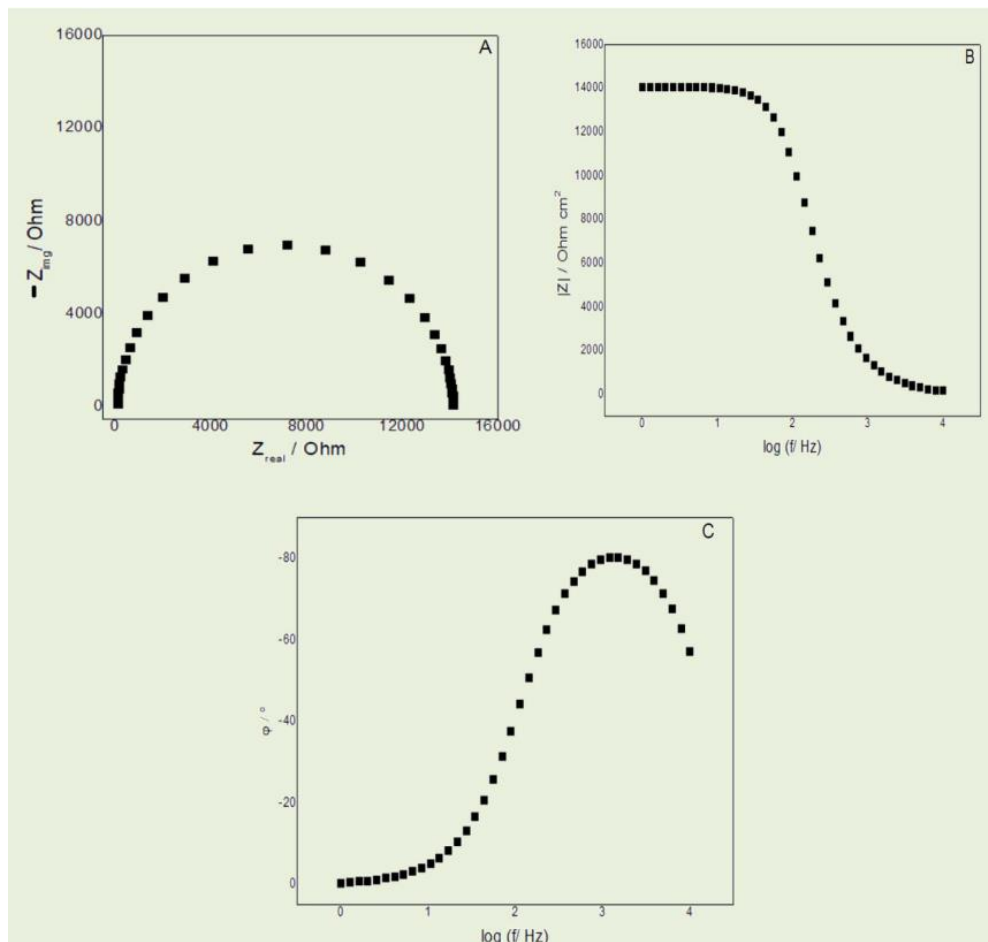 A
16000
12000
8000
4000
0
−Z_img/ Ohm
0 4000 8000 12000 16000
Z_real / Ohm
B
16000
14000
12000
10000
8000
6000
4000
2000
0
|Z| / Ohm cm²
0 1 2 3 4
log (f/ Hz)
C
-80
-60
-40
-20
0
φ / °
0 1 2 3 4
log (f/ Hz)